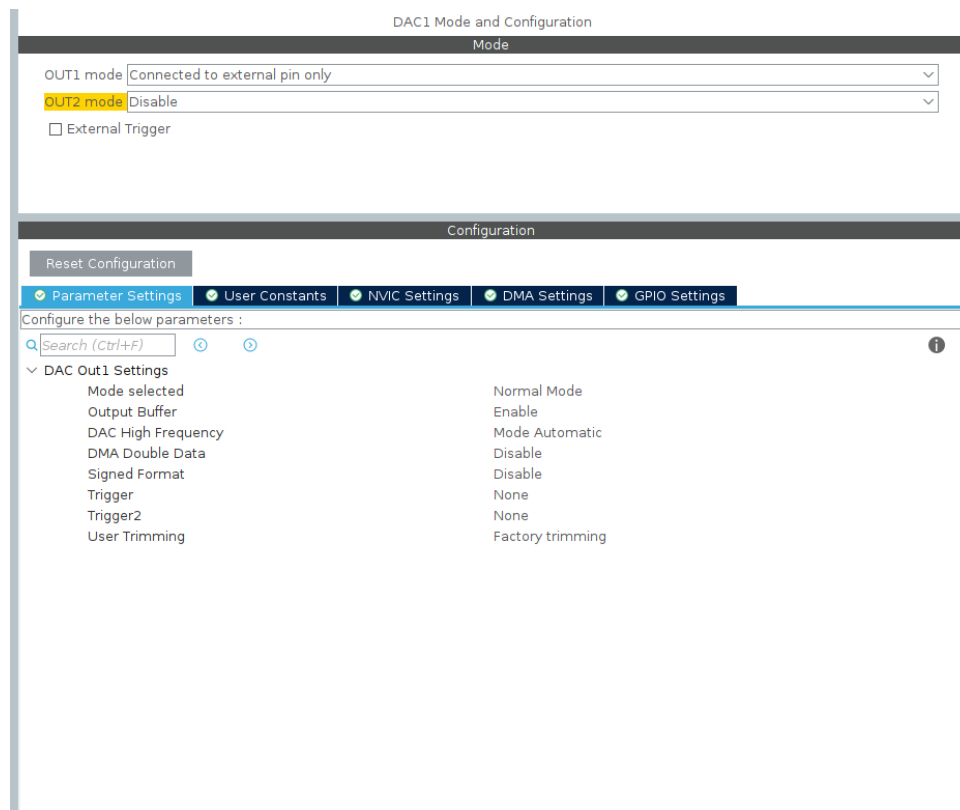 DAC1 Mode and Configuration
Mode
OUT1 mode Connected to external pin only
OUT2 mode Disable
External Trigger
Configuration
Reset Configuration
Parameter Settings User Constants NVIC Settings DMA Settings GPIO Settings
Configure the below parameters :
Search (Ctrl+F)
DAC Out1 Settings
Mode selected Normal Mode
Output Buffer Enable
DAC High Frequency Mode Automatic
DMA Double Data Disable
Signed Format Disable
Trigger None
Trigger2 None
User Trimming Factory trimming